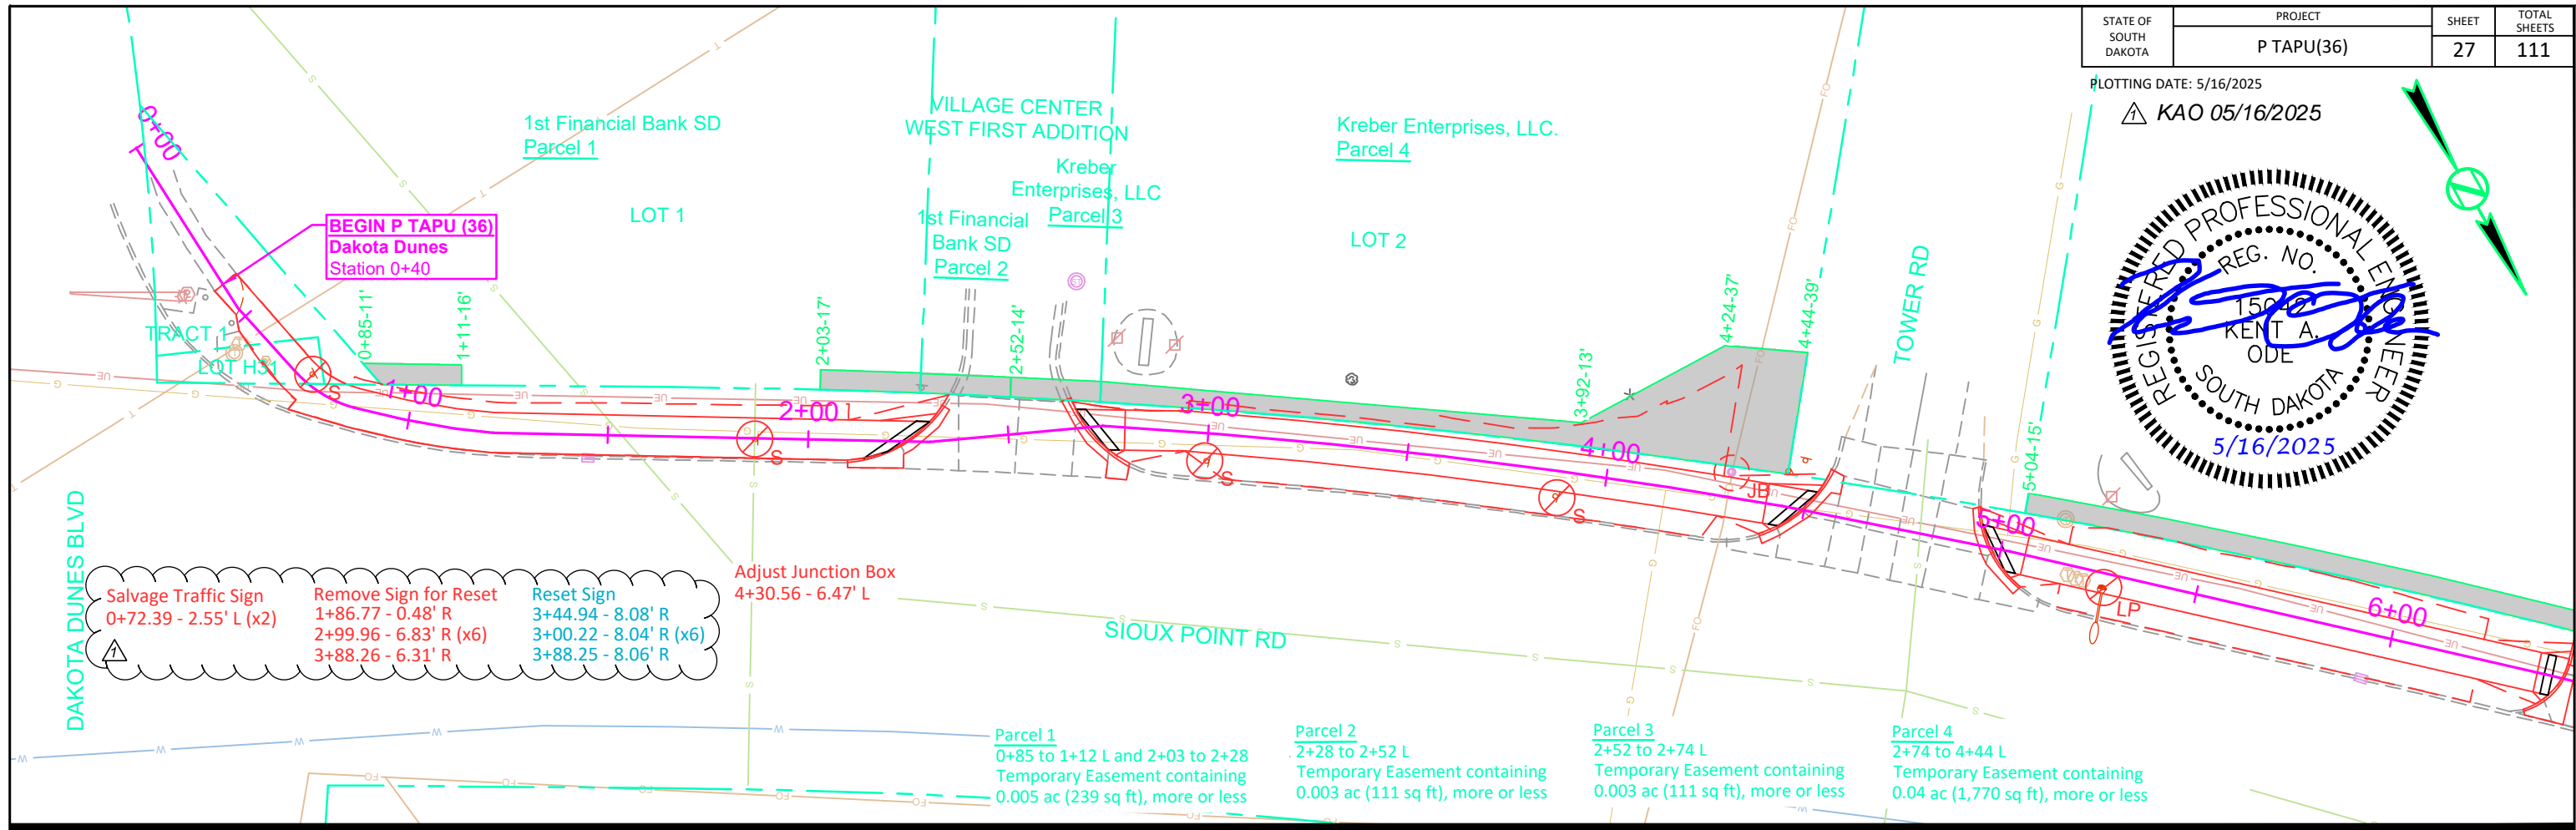 STATE OF
SOUTH
DAKOTA
PROJECT
P TAPU(36)
SHEET
27
TOTAL
SHEETS
111
PLOTTING DATE: 5/16/2025
1 KAO 05/16/2025
REGISTERED PROFESSIONAL ENGINEER
REG. NO.
KENT A.
ODE
SOUTH DAKOTA
5/16/2025
0+00
BEGIN P TAPU (36)
Dakota Dunes
Station 0+40
1st Financial Bank SD
Parcel 1
LOT 1
VILLAGE CENTER
WEST FIRST ADDITION
1st Financial
Bank SD
Parcel 2
Kreber
Enterprises, LLC
Parcel 3
Kreber Enterprises, LLC.
Parcel 4
LOT 2
TOWER RD
TRACT 1
LOT H31
0+85-11'
1+11-16'
2+03-17'
2+52-14'
3+92-13'
4+24-37'
4+44-39'
5+04-15'
1+00
2+00
3+00
4+00
5+00
6+00
S
S
S
S
JB
LP
DAKOTA DUNES BLVD
SIOUX POINT RD
Salvage Traffic Sign
0+72.39 - 2.55' L (x2)
1
Remove Sign for Reset
1+86.77 - 0.48' R
2+99.96 - 6.83' R (x6)
3+88.26 - 6.31' R
Reset Sign
3+44.94 - 8.08' R
3+00.22 - 8.04' R (x6)
3+88.25 - 8.06' R
Adjust Junction Box
4+30.56 - 6.47' L
Parcel 1
0+85 to 1+12 L and 2+03 to 2+28
Temporary Easement containing
0.005 ac (239 sq ft), more or less
Parcel 2
2+28 to 2+52 L
Temporary Easement containing
0.003 ac (111 sq ft), more or less
Parcel 3
2+52 to 2+74 L
Temporary Easement containing
0.003 ac (111 sq ft), more or less
Parcel 4
2+74 to 4+44 L
Temporary Easement containing
0.04 ac (1,770 sq ft), more or less